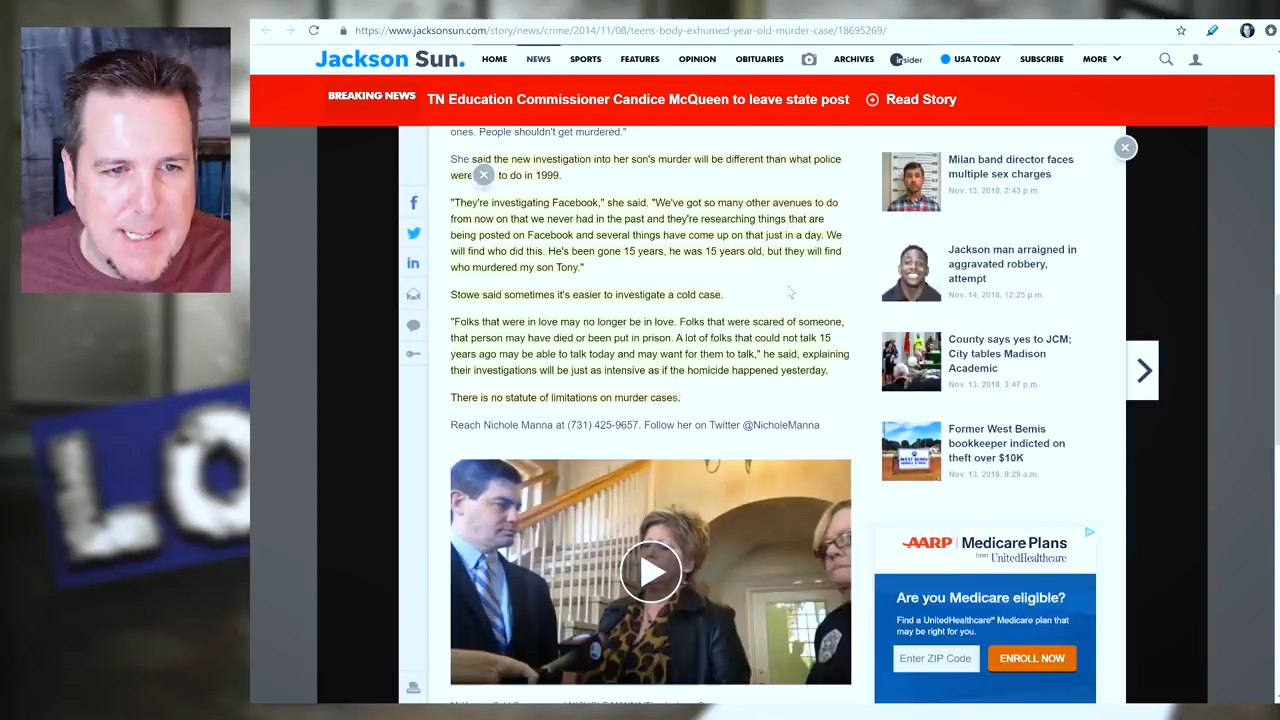 https://www.jacksonsun.com/story/news/crime/2014/11/08/teens-body-exhumed-year-old-murder-case/18695269/
Jackson Sun.
HOME NEWS SPORTS FEATURES OPINION OBITUARIES ARCHIVES insider USA TODAY SUBSCRIBE MORE
BREAKING NEWS TN Education Commissioner Candice McQueen to leave state post Read Story
ones. People shouldn't get murdered."
She said the new investigation into her son's murder will be different than what police
were to do in 1999.
"They're investigating Facebook," she said. "We've got so many other avenues to do
from now on that we never had in the past and they're researching things that are
being posted on Facebook and several things have come up on that just in a day. We
will find who did this. He's been gone 15 years, he was 15 years old, but they will find
who murdered my son Tony."
Stowe said sometimes it's easier to investigate a cold case.
"Folks that were in love may no longer be in love. Folks that were scared of someone,
that person may have died or been put in prison. A lot of folks that could not talk 15
years ago may be able to talk today and may want for them to talk," he said, explaining
their investigations will be just as intensive as if the homicide happened yesterday.
There is no statute of limitations on murder cases.
Reach Nichole Manna at (731) 425-9657. Follow her on Twitter @NicholeManna
Milan band director faces
multiple sex charges
Nov. 13, 2018, 2:43 p.m.
Jackson man arraigned in
aggravated robbery,
attempt
Nov. 14, 2018, 12:25 p.m.
County says yes to JCM;
City tables Madison
Academic
Nov. 13, 2018. 3:47 p.m.
Former West Bemis
bookkeeper indicted on
theft over $10K
Nov. 13, 2018. 9:29 a.m.
WEST BEMIS
AARP Medicare Plans
from UnitedHealthcare
Are you Medicare eligible?
Find a UnitedHealthcare® Medicare plan that
may be right for you.
Enter ZIP Code ENROLL NOW
LO